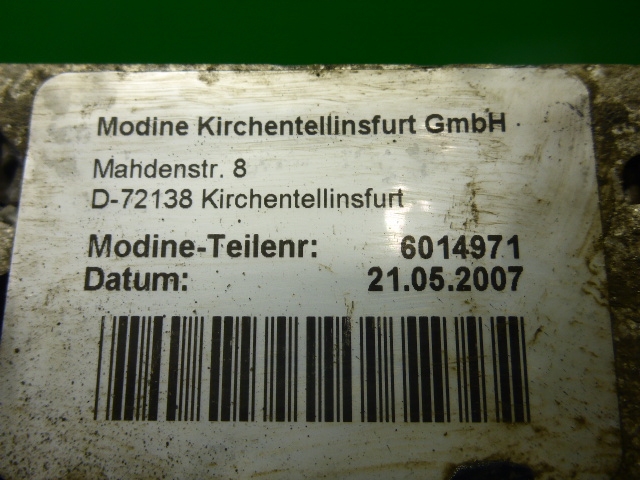 Modine Kirchentellinsfurt GmbH
Mahdenstr. 8
D-72138 Kirchentellinsfurt
Modine-Teilenr: 6014971
Datum: 21.05.2007